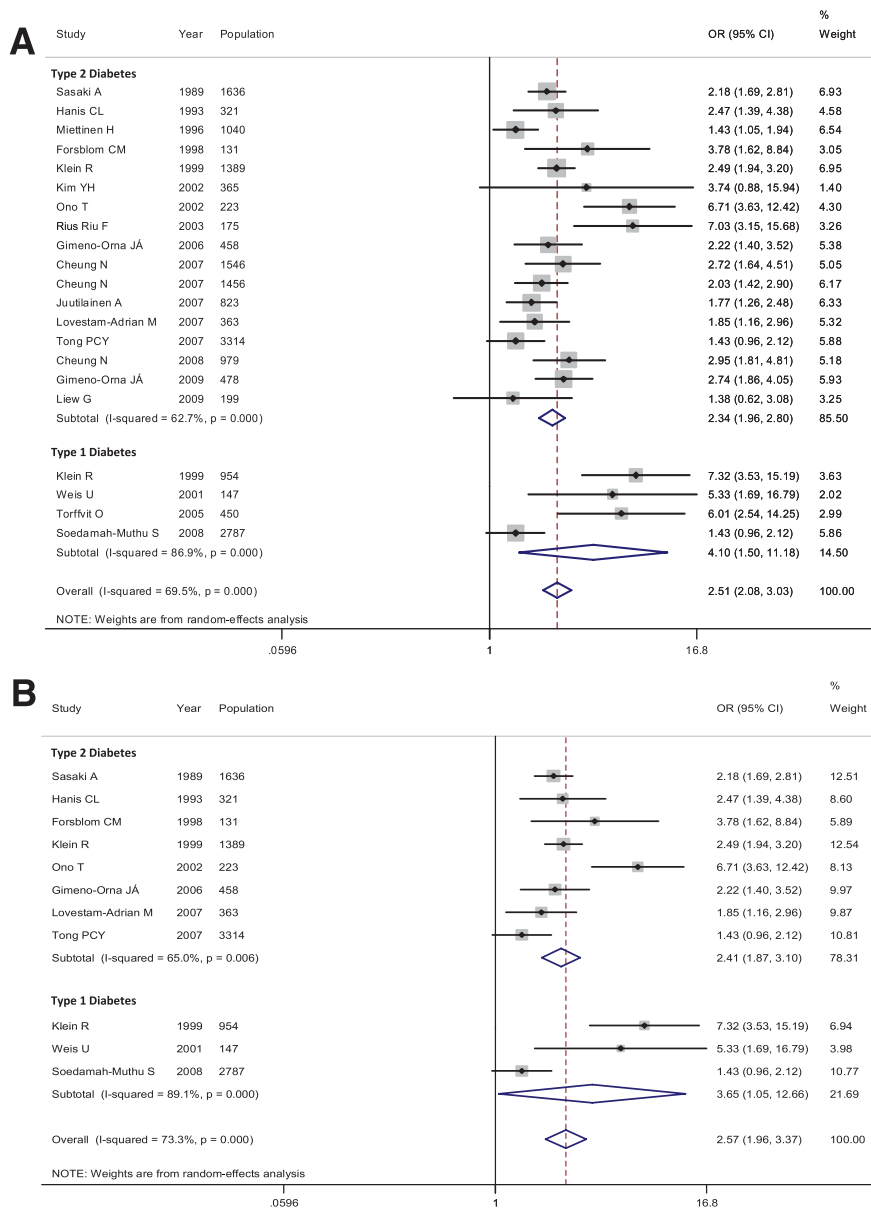 A
Study Year Population OR (95% CI) % Weight
Type 2 Diabetes
Sasaki A 1989 1636 2.18 (1.69, 2.81) 6.93
Hanis CL 1993 321 2.47 (1.39, 4.38) 4.58
Miettinen H 1996 1040 1.43 (1.05, 1.94) 6.54
Forsblom CM 1998 131 3.78 (1.62, 8.84) 3.05
Klein R 1999 1389 2.49 (1.94, 3.20) 6.95
Kim YH 2002 365 3.74 (0.88, 15.94) 1.40
Ono T 2002 223 6.71 (3.63, 12.42) 4.30
Rius Riu F 2003 175 7.03 (3.15, 15.68) 3.26
Gimeno-Orna JÁ 2006 458 2.22 (1.40, 3.52) 5.38
Cheung N 2007 1546 2.72 (1.64, 4.51) 5.05
Cheung N 2007 1456 2.03 (1.42, 2.90) 6.17
Juutilainen A 2007 823 1.77 (1.26, 2.48) 6.33
Lovestam-Adrian M 2007 363 1.85 (1.16, 2.96) 5.32
Tong PCY 2007 3314 1.43 (0.96, 2.12) 5.88
Cheung N 2008 979 2.95 (1.81, 4.81) 5.18
Gimeno-Orna JÁ 2009 478 2.74 (1.86, 4.05) 5.93
Liew G 2009 199 1.38 (0.62, 3.08) 3.25
Subtotal (I-squared = 62.7%, p = 0.000) 2.34 (1.96, 2.80) 85.50
Type 1 Diabetes
Klein R 1999 954 7.32 (3.53, 15.19) 3.63
Weis U 2001 147 5.33 (1.69, 16.79) 2.02
Torffvit O 2005 450 6.01 (2.54, 14.25) 2.99
Soedamah-Muthu S 2008 2787 1.43 (0.96, 2.12) 5.86
Subtotal (I-squared = 86.9%, p = 0.000) 4.10 (1.50, 11.18) 14.50
Overall (I-squared = 69.5%, p = 0.000) 2.51 (2.08, 3.03) 100.00
NOTE: Weights are from random-effects analysis
.0596 1 16.8
B
Study Year Population OR (95% CI) % Weight
Type 2 Diabetes
Sasaki A 1989 1636 2.18 (1.69, 2.81) 12.51
Hanis CL 1993 321 2.47 (1.39, 4.38) 8.60
Forsblom CM 1998 131 3.78 (1.62, 8.84) 5.89
Klein R 1999 1389 2.49 (1.94, 3.20) 12.54
Ono T 2002 223 6.71 (3.63, 12.42) 8.13
Gimeno-Orna JÁ 2006 458 2.22 (1.40, 3.52) 9.97
Lovestam-Adrian M 2007 363 1.85 (1.16, 2.96) 9.87
Tong PCY 2007 3314 1.43 (0.96, 2.12) 10.81
Subtotal (I-squared = 65.0%, p = 0.006) 2.41 (1.87, 3.10) 78.31
Type 1 Diabetes
Klein R 1999 954 7.32 (3.53, 15.19) 6.94
Weis U 2001 147 5.33 (1.69, 16.79) 3.98
Soedamah-Muthu S 2008 2787 1.43 (0.96, 2.12) 10.77
Subtotal (I-squared = 89.1%, p = 0.000) 3.65 (1.05, 12.66) 21.69
Overall (I-squared = 73.3%, p = 0.000) 2.57 (1.96, 3.37) 100.00
NOTE: Weights are from random-effects analysis
.0596 1 16.8